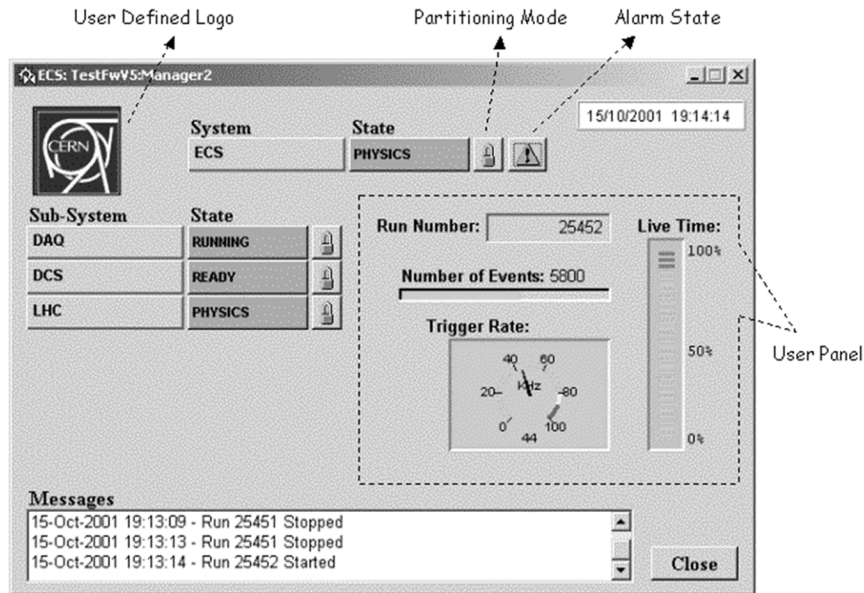 User Defined Logo
Partitioning Mode
Alarm State
ECS: TestFwV5:Manager2
15/10/2001 19:14:14
CERN
System
State
ECS
PHYSICS
Sub-System
State
DAQ
RUNNING
DCS
READY
LHC
PHYSICS
Run Number: 25452
Live Time:
100%
50%
0%
Number of Events: 5800
Trigger Rate:
40 60
KHz
20 80
0 100
44
User Panel
Messages
15-Oct-2001 19:13:09 - Run 25451 Stopped
15-Oct-2001 19:13:13 - Run 25451 Stopped
15-Oct-2001 19:13:14 - Run 25452 Started
Close